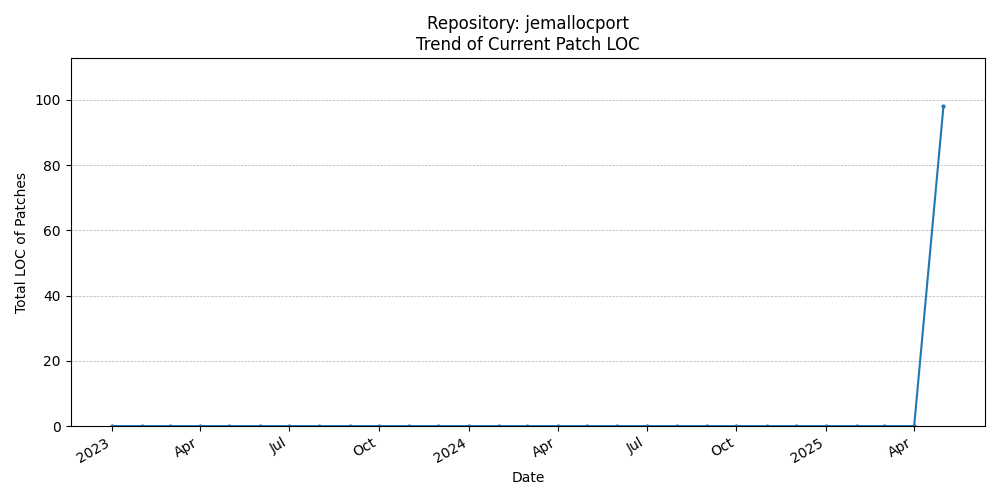 Repository: jemallocport
Trend of Current Patch LOC
Total LOC of Patches
100
80
60
40
20
0
2023
Apr
Jul
Oct
2024
Apr
Jul
Oct
2025
Apr
Date